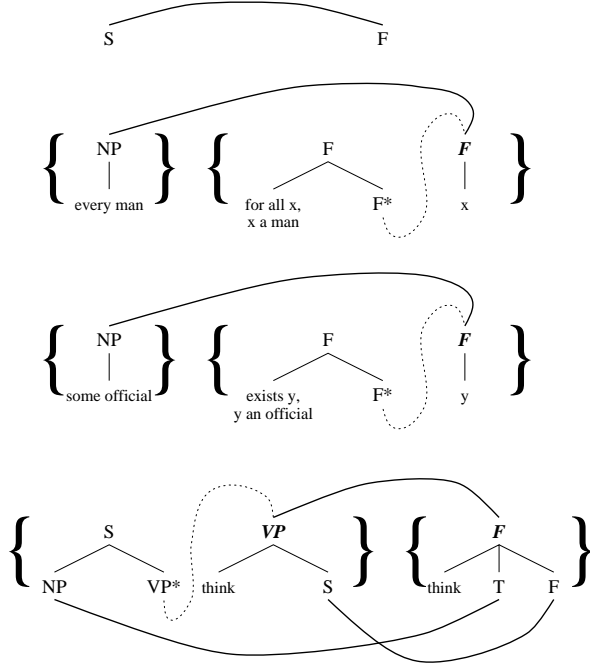 S F
{ NP } { F F }
every man for all x, F* x
x a man
{ NP } { F F }
some official exists y, F* y
y an official
{ S VP } { F }
NP VP* think S think T F